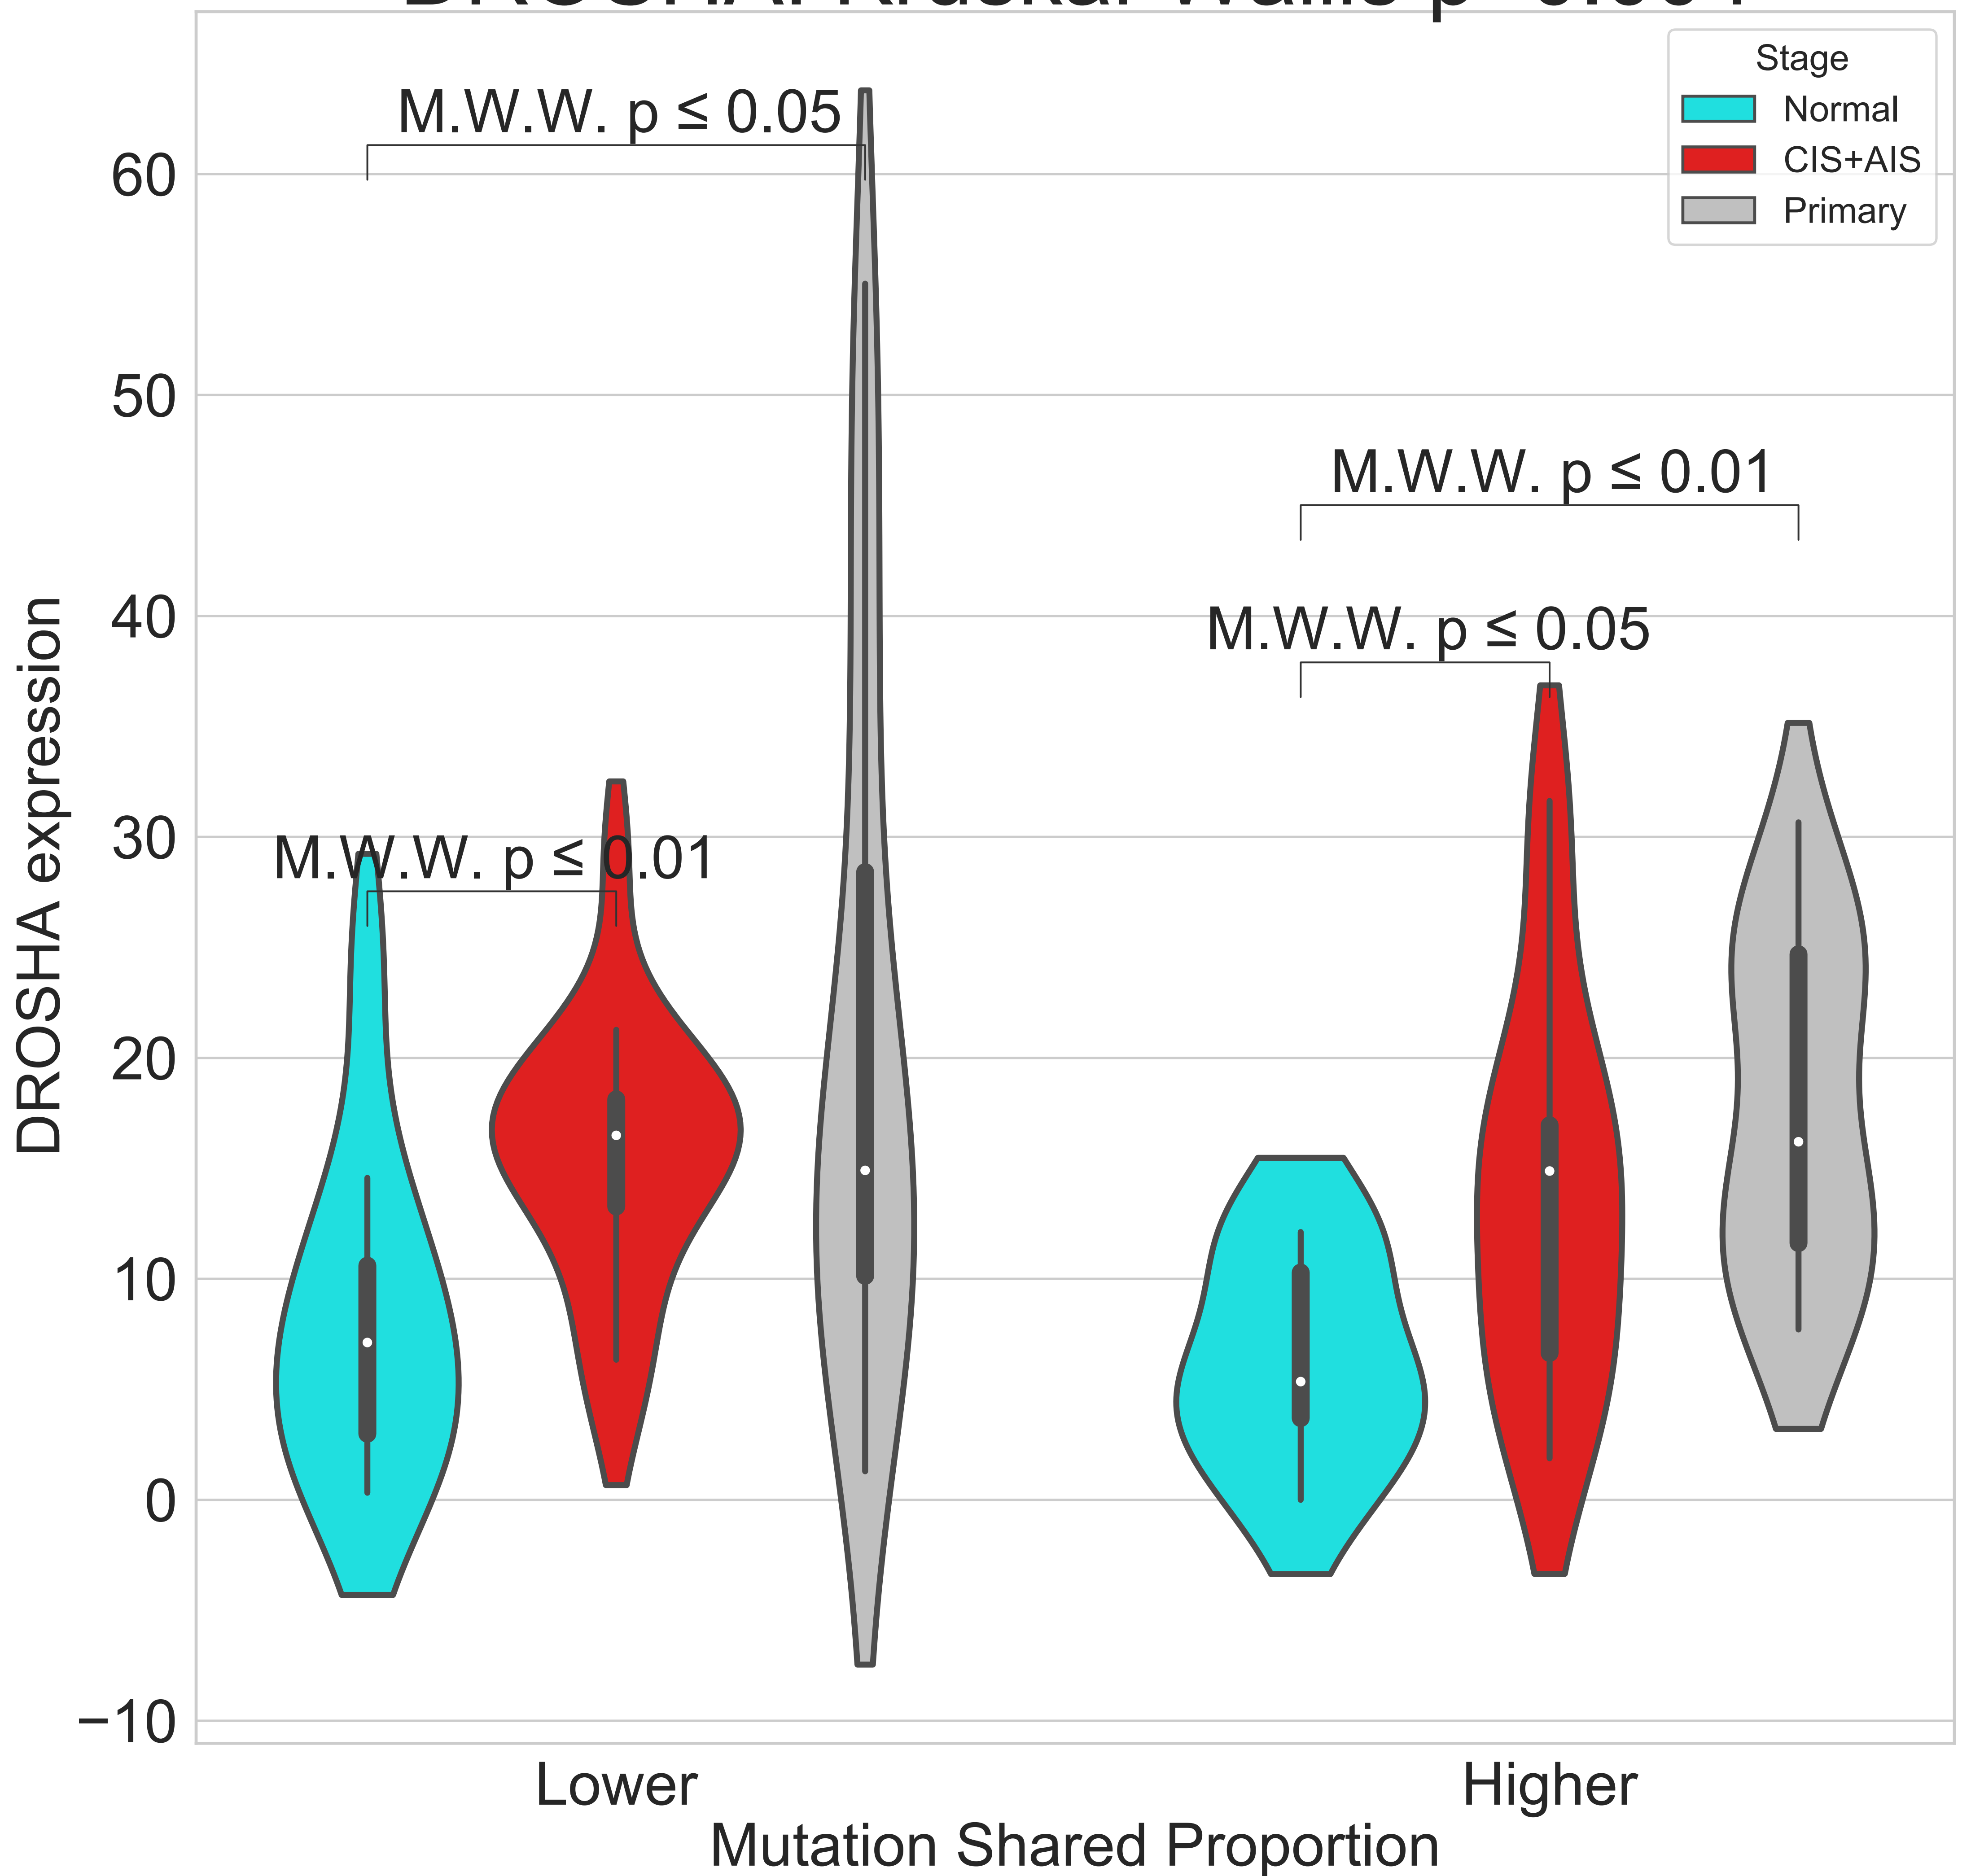 Stage
Normal
CIS+AIS
Primary
M.W.W. p ≤ 0.05
M.W.W. p ≤ 0.01
M.W.W. p ≤ 0.05
M.W.W. p ≤ 0.01
60
50
40
30
20
10
0
−10
DROSHA expression
Lower
Higher
Mutation Shared Proportion